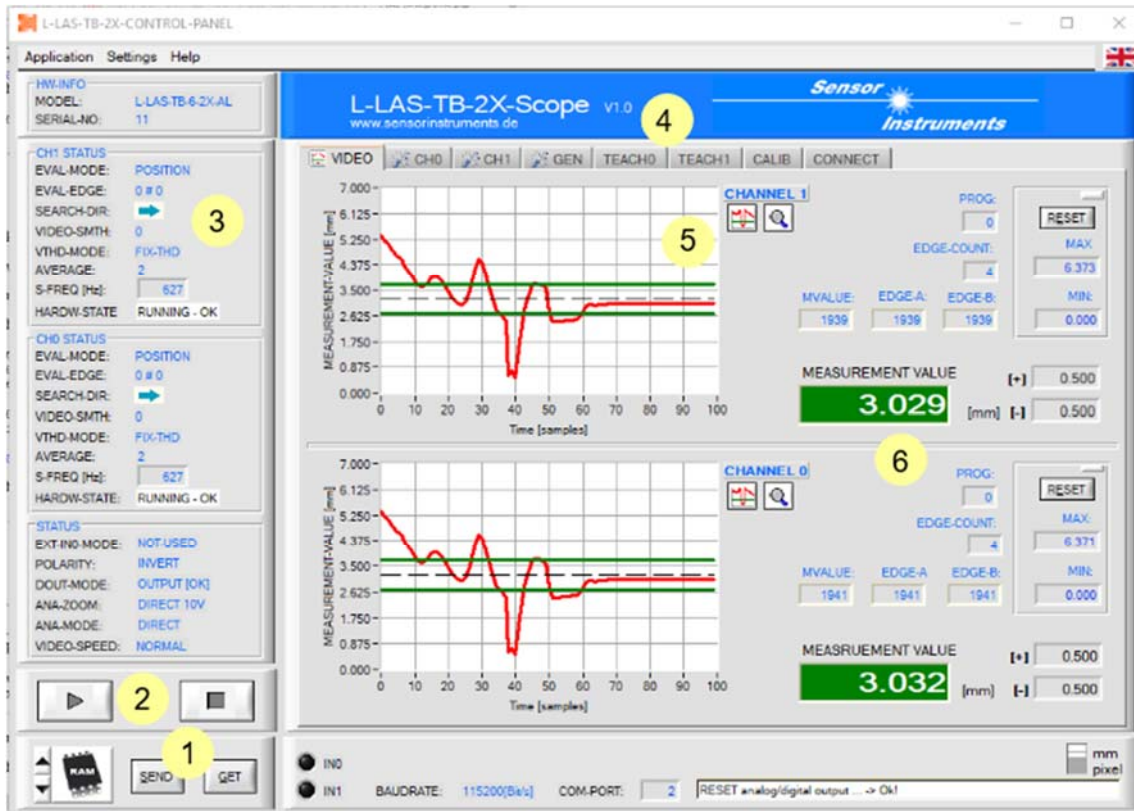 L-LAS-TB-2X-CONTROL-PANEL
Application Settings Help
HW-INFO
MODEL: L-LAS-TB-6-2X-AL
SERIAL-NO: 11
CH1 STATUS
EVAL-MODE: POSITION
EVAL-EDGE: 0 # 0
SEARCH-DIR:
VIDEO-SMTH: 0
VTHD-MODE: FIX-THD
AVERAGE: 2
S-FREQ [Hz]: 627
HARDW-STATE RUNNING - OK
3
CH0 STATUS
EVAL-MODE: POSITION
EVAL-EDGE: 0 # 0
SEARCH-DIR:
VIDEO-SMTH: 0
VTHD-MODE: FIX-THD
AVERAGE: 2
S-FREQ [Hz]: 627
HARDW-STATE: RUNNING - OK
STATUS
EXT-IN0-MODE: NOT-USED
POLARITY: INVERT
DOUT-MODE: OUTPUT [OK]
ANA-ZOOM: DIRECT 10V
ANA-MODE: DIRECT
VIDEO-SPEED: NORMAL
2
1
RAM SEND GET
L-LAS-TB-2X-Scope V1.0
www.sensorinstruments.de
4
Sensor
Instruments
VIDEO CH0 CH1 GEN TEACH0 TEACH1 CALIB CONNECT
MEASUREMENT-VALUE [mm]
7.000
6.125
5.250
4.375
3.500
2.625
1.750
0.875
0.000
0 10 20 30 40 50 60 70 80 90 100
Time [samples]
5
CHANNEL 1
PROG:
0
EDGE-COUNT:
4
MVALUE: EDGE-A: EDGE-B:
1939 1939 1939
RESET
MAX
6.373
MIN:
0.000
MEASUREMENT VALUE
3.029 [mm]
[+] 0.500
[-] 0.500
MEASUREMENT-VALUE [mm]
7.000
6.125
5.250
4.375
3.500
2.625
1.750
0.875
0.000
0 10 20 30 40 50 60 70 80 90 100
Time [samples]
CHANNEL 0
6
PROG:
0
EDGE-COUNT:
4
MVALUE: EDGE-A EDGE-B:
1941 1941 1941
RESET
MAX:
6.371
MIN:
0.000
MEASRUEMENT VALUE
3.032 [mm]
[+] 0.500
[-] 0.500
IN0
IN1 BAUDRATE: 115200[Bit/s] COM-PORT: 2 RESET analog/digital output ... -> Ok!
mm
pixel